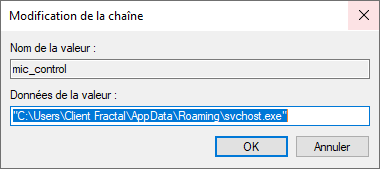 Modification de la chaîne
Nom de la valeur :
mic_control
Données de la valeur :
"C:\Users\Client Fractal\AppData\Roaming\svchost.exe"
OK
Annuler